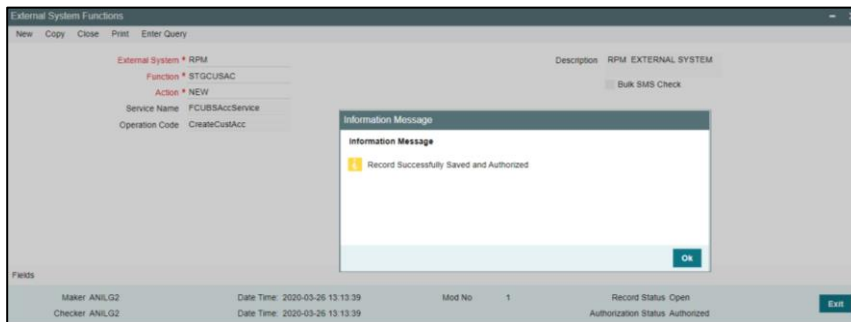 External System Functions
New Copy Close Print Enter Query
External System * RPM
Description RPM EXTERNAL SYSTEM
Function * STGCUSAC
Bulk SMS Check
Action * NEW
Service Name FCUBSAccService
Operation Code CreateCustAcc
Information Message
Information Message
Record Successfully Saved and Authorized
Ok
Fields
Maker ANILG2 Date Time: 2020-03-26 13:13:39 Mod No 1 Record Status Open
Checker ANILG2 Date Time: 2020-03-26 13:13:39 Authorization Status Authorized
Exit